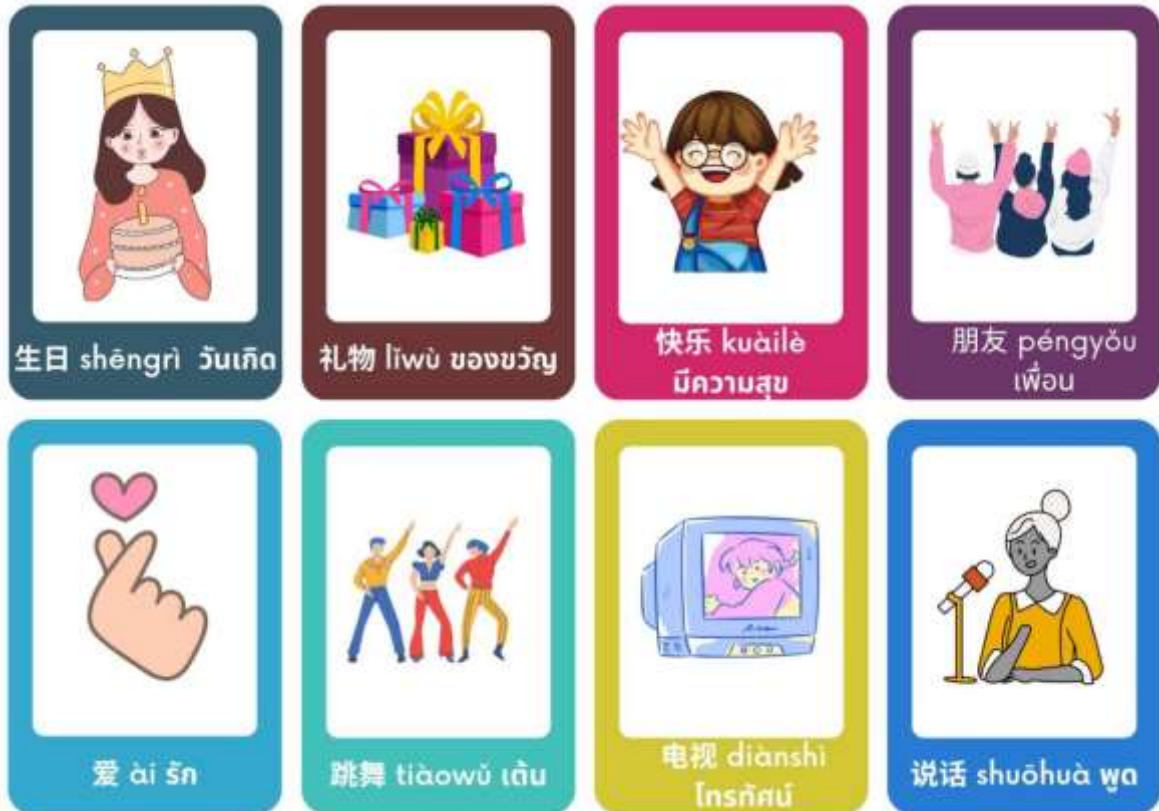 生日 shēngrì วันเกิด
礼物 lǐwù ของขวัญ
快乐 kuàilè
มีความสุข
朋友 péngyǒu
เพื่อน
爱 ài รัก
跳舞 tiàowǔ เต้น
电视 diànshì
โทรทัศน์
说话 shuōhuà พูด